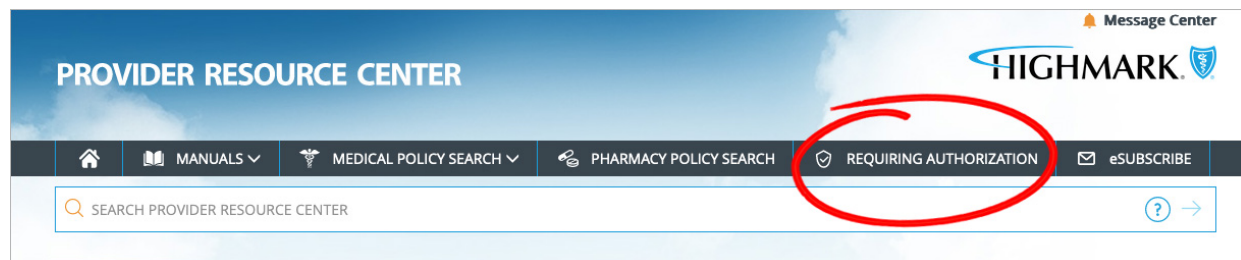 Message Center
PROVIDER RESOURCE CENTER
HIGHMARK.
MANUALS MEDICAL POLICY SEARCH PHARMACY POLICY SEARCH REQUIRING AUTHORIZATION eSUBSCRIBE
SEARCH PROVIDER RESOURCE CENTER ?